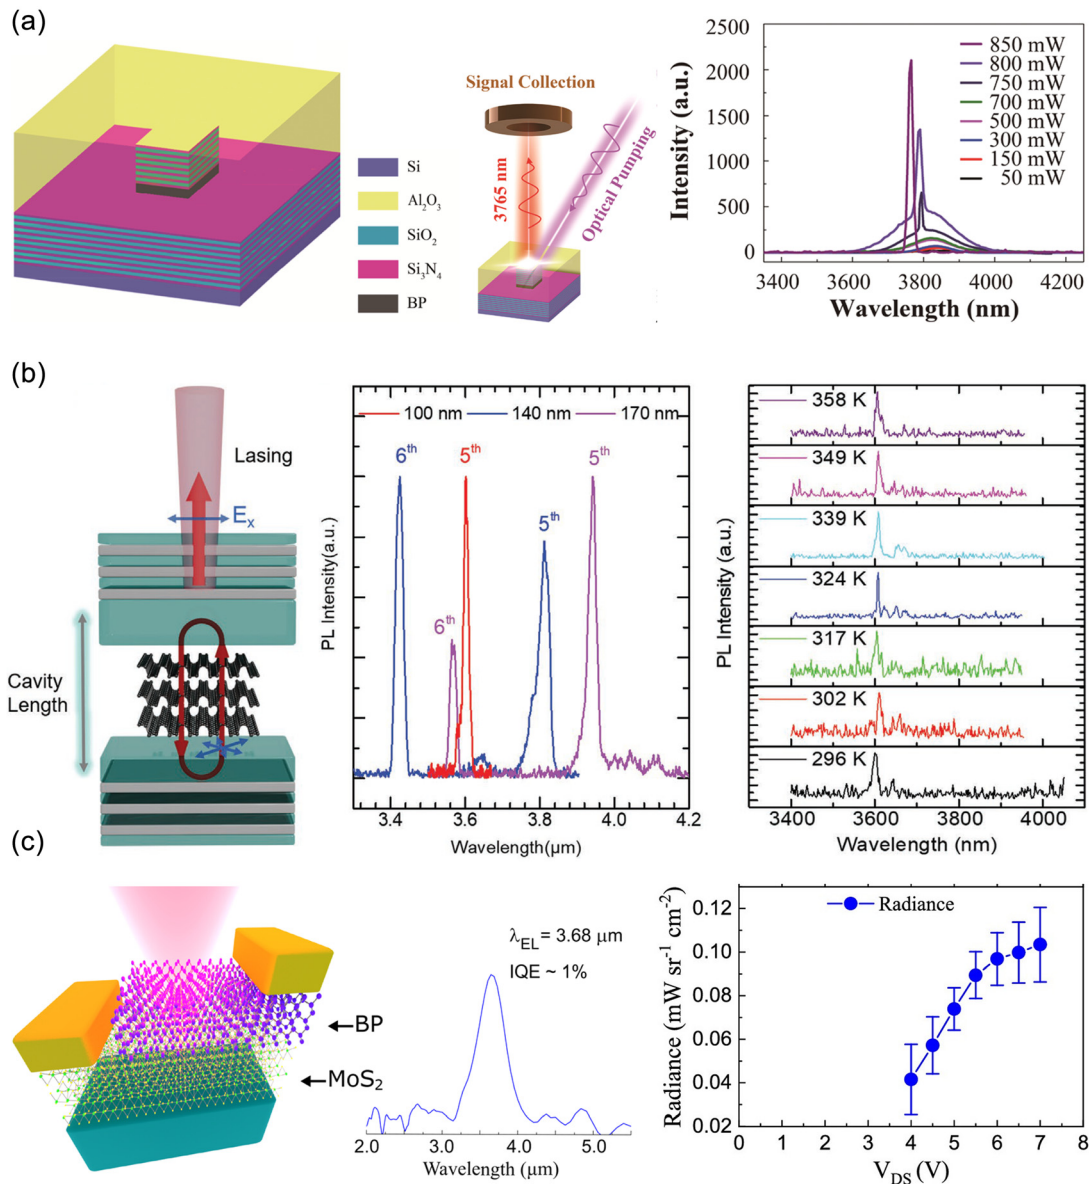 (a)
Si
Al2O3
SiO2
Si3N4
BP
Signal Collection
3765 nm
Optical Pumping
Intensity (a.u.)
2500
2000
1500
1000
500
0
850 mW
800 mW
750 mW
700 mW
500 mW
300 mW
150 mW
50 mW
3400 3600 3800 4000 4200
Wavelength (nm)
(b)
Lasing
Ex
Cavity
Length
PL Intensity(a.u.)
100 nm 140 nm 170 nm
6th 5th 5th 5th
6th
3.4 3.6 3.8 4.0 4.2
Wavelength(μm)
PL Intensity (a.u.)
358 K
349 K
339 K
324 K
317 K
302 K
296 K
3400 3600 3800 4000
Wavelength (nm)
(c)
BP
MoS2
λEL = 3.68 μm
IQE ~ 1%
2.0 3.0 4.0 5.0
Wavelength (μm)
Radiance (mW sr-1 cm-2)
0.12
0.10
0.08
0.06
0.04
0.02
Radiance
0 1 2 3 4 5 6 7 8
VDS (V)